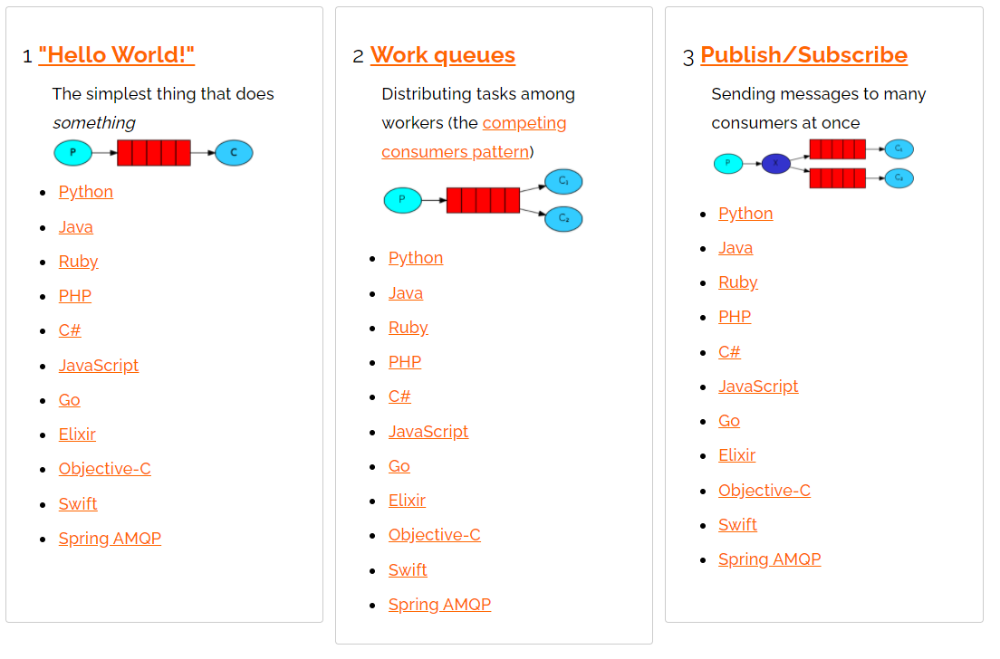 1 "Hello World!"
The simplest thing that does
something
P
C
Python
Java
Ruby
PHP
C#
JavaScript
Go
Elixir
Objective-C
Swift
Spring AMQP
2 Work queues
Distributing tasks among
workers (the competing
consumers pattern)
P
C₁
C₂
Python
Java
Ruby
PHP
C#
JavaScript
Go
Elixir
Objective-C
Swift
Spring AMQP
3 Publish/Subscribe
Sending messages to many
consumers at once
P
X
C₁
C₂
Python
Java
Ruby
PHP
C#
JavaScript
Go
Elixir
Objective-C
Swift
Spring AMQP